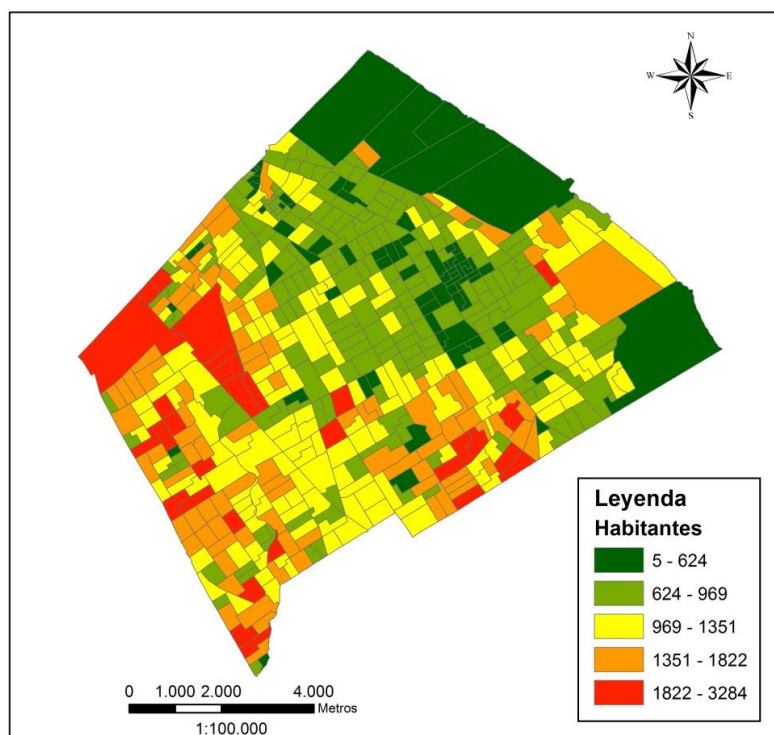 N
W E
S
Leyenda
Habitantes
5 - 624
624 - 969
969 - 1351
1351 - 1822
1822 - 3284
0 1.000 2.000 4.000
Metros
1:100.000